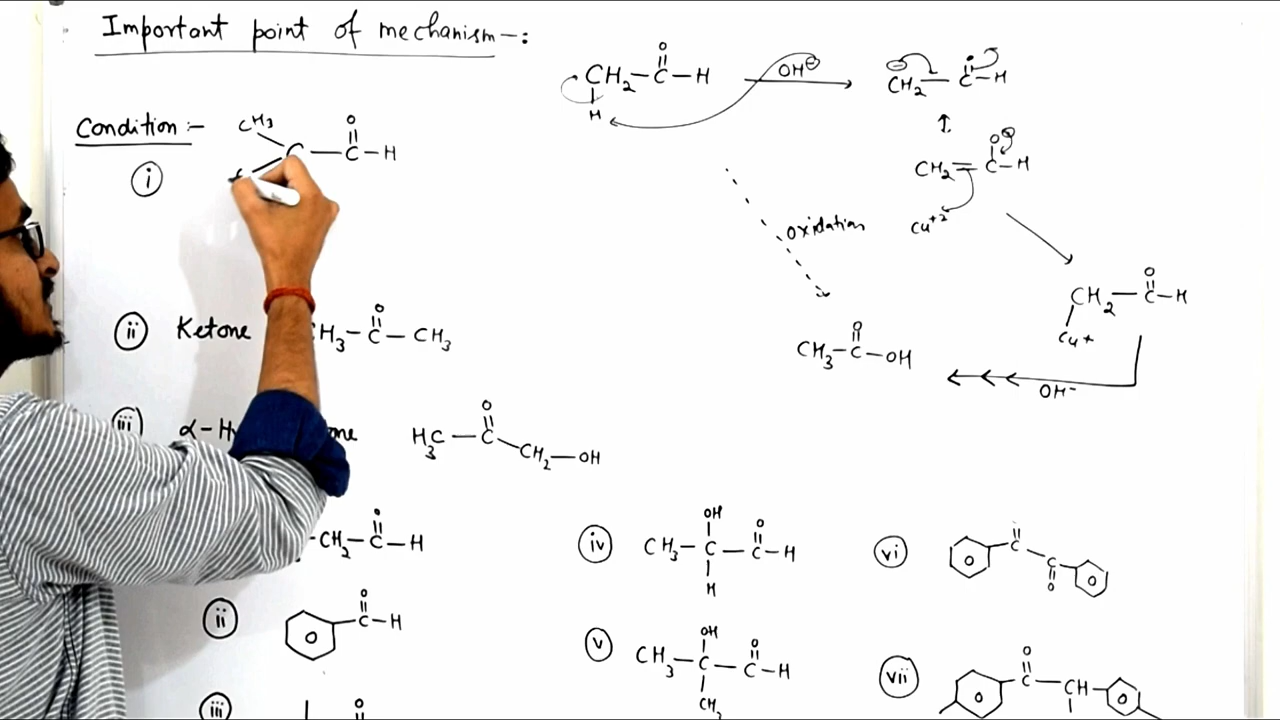 Important point of mechanism-:
CH2-C-H
O
H
OH⊖
⊖
CH2-C-H
O
CH2=C-H
O⊖
Cu+2
Condition:-
CH3
C-C-H
O
i
oxidation
CH2-C-H
O
Cu+
CH3-C-OH
O
OH-
ii Ketone
H3-C-CH3
O
iii α-Hy
one
H3C-C
O
CH2-OH
-CH2-C-H
O
iv CH3-C-C-H
OH
O
H
vi
C
O
C
O
ii
C-H
O
v CH3-C-C-H
OH
O
CH3
vii
C-CH
O
iii
O